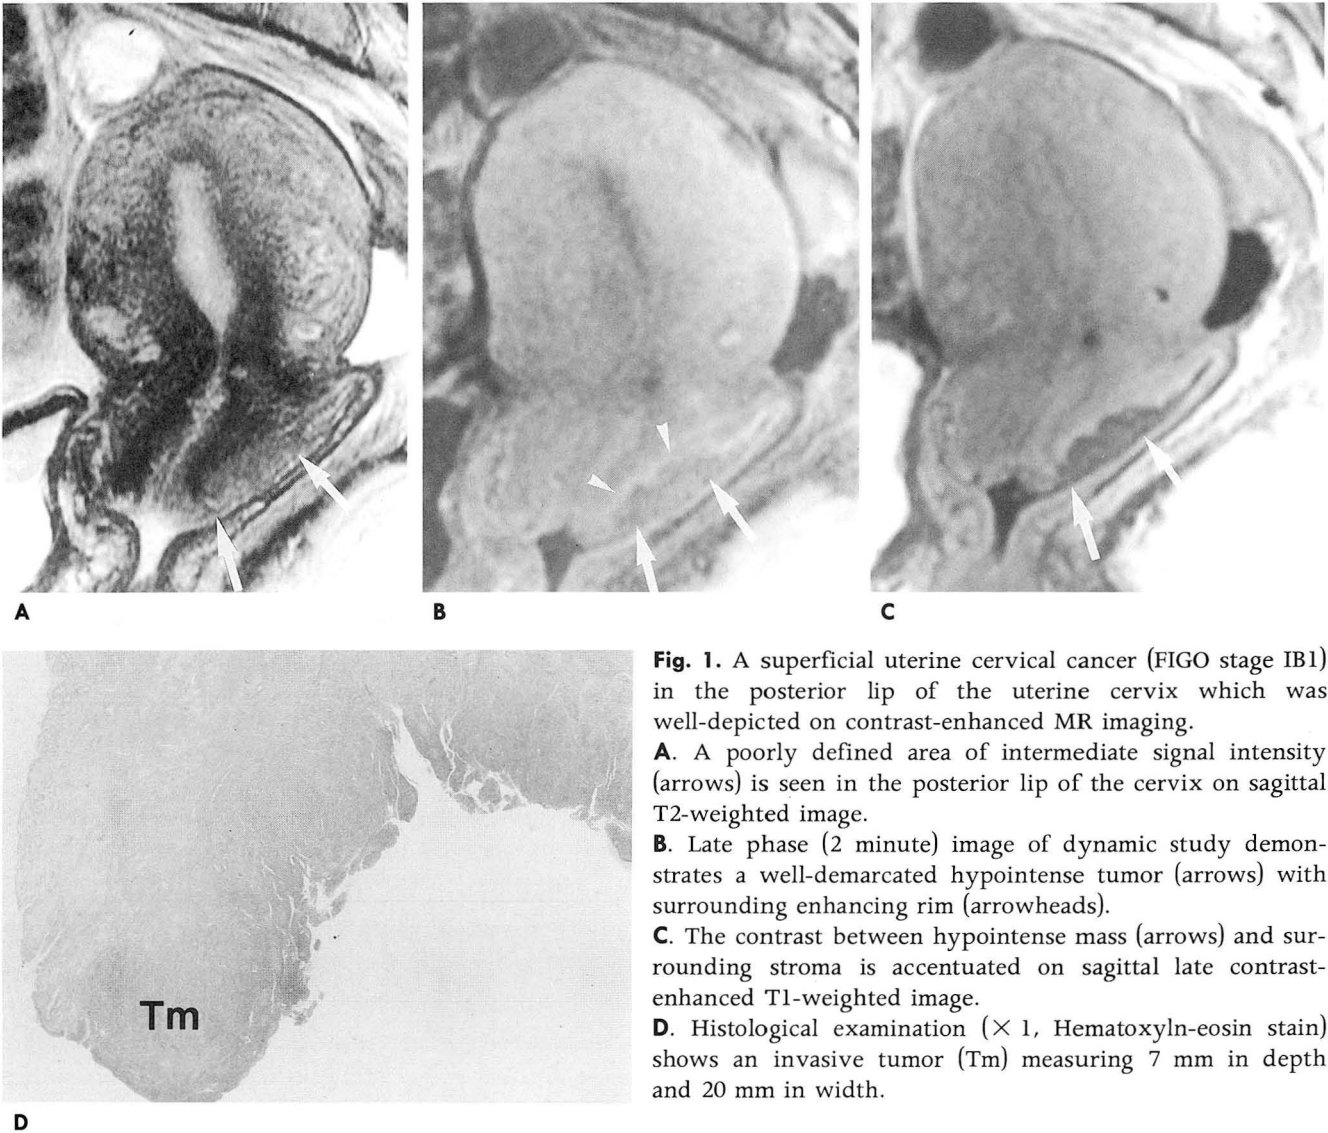 A
B
C
Fig. 1. A superficial uterine cervical cancer (FIGO stage IB1)
in the posterior lip of the uterine cervix which was
well-depicted on contrast-enhanced MR imaging.
A. A poorly defined area of intermediate signal intensity
(arrows) is seen in the posterior lip of the cervix on sagittal
T2-weighted image.
B. Late phase (2 minute) image of dynamic study demon-
strates a well-demarcated hypointense tumor (arrows) with
surrounding enhancing rim (arrowheads).
C. The contrast between hypointense mass (arrows) and sur-
rounding stroma is accentuated on sagittal late contrast-
enhanced T1-weighted image.
D. Histological examination (× 1, Hematoxyln-eosin stain)
shows an invasive tumor (Tm) measuring 7 mm in depth
and 20 mm in width.
Tm
D